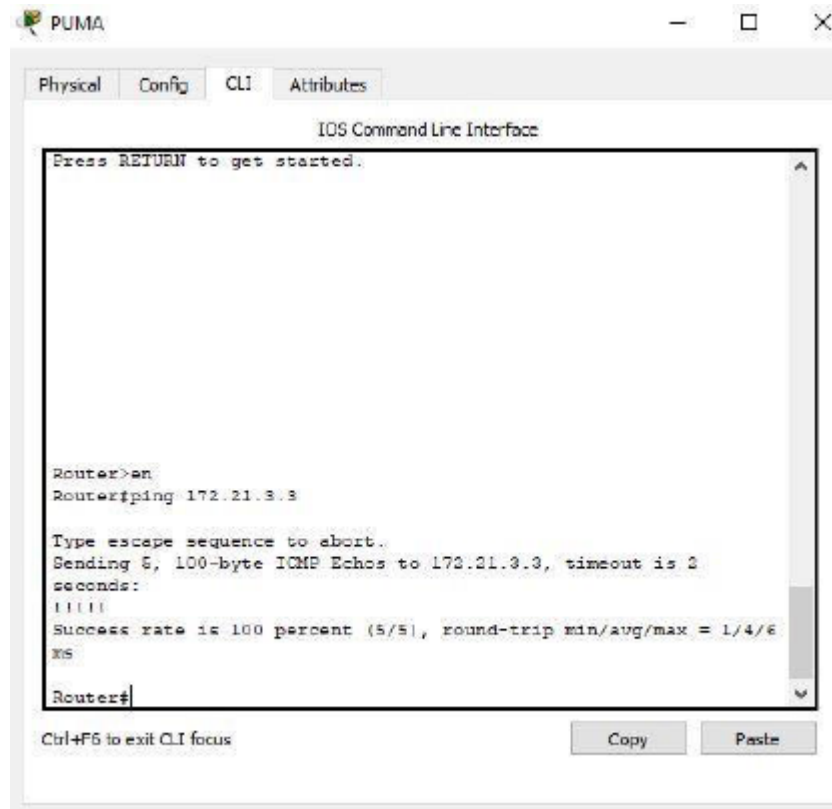 PUMA
Physical Config CLI Attributes
IOS Command Line Interface
Press RETURN to get started.
Router>en
Router#ping 172.21.3.3
Type escape sequence to abort.
Sending 5, 100-byte ICMP Echos to 172.21.3.3, timeout is 2
seconds:
!!!!!
Success rate is 100 percent (5/5), round-trip min/avg/max = 1/4/6
ms
Router#
Ctrl+F6 to exit CLI focus
Copy Paste